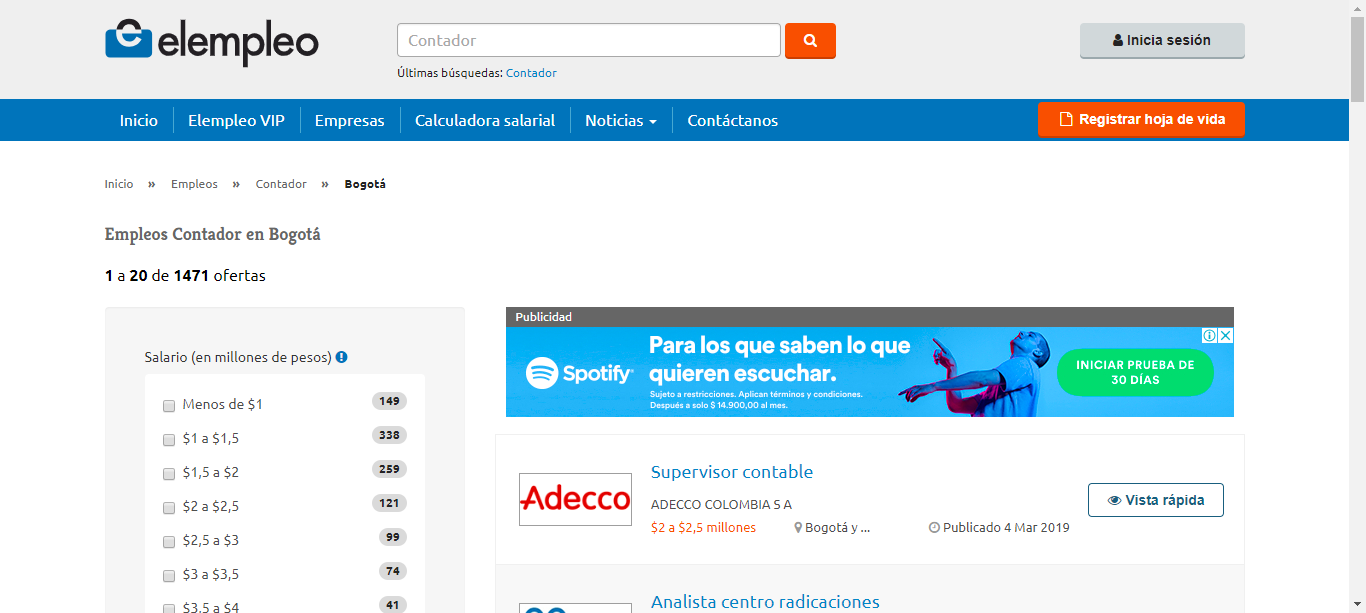 elempleo
Contador
Inicia sesión
Últimas búsquedas: Contador
Inicio
Elempleo VIP
Empresas
Calculadora salarial
Noticias
Contáctanos
Registrar hoja de vida
Inicio » Empleos » Contador » Bogotá
Empleos Contador en Bogotá
1 a 20 de 1471 ofertas
Salario (en millones de pesos)
Menos de $1 149
$1 a $1,5 338
$1,5 a $2 259
$2 a $2,5 121
$2,5 a $3 99
$3 a $3,5 74
$3,5 a $4 41
Publicidad
Spotify
Para los que saben lo que
quieren escuchar.
Sujeto a restricciones. Aplican términos y condiciones.
Después a solo $ 14.900,00 al mes.
INICIAR PRUEBA DE
30 DÍAS
Adecco
Supervisor contable
ADECCO COLOMBIA S A
$2 a $2,5 millones Bogotá y ... Publicado 4 Mar 2019
Vista rápida
Analista centro radicaciones